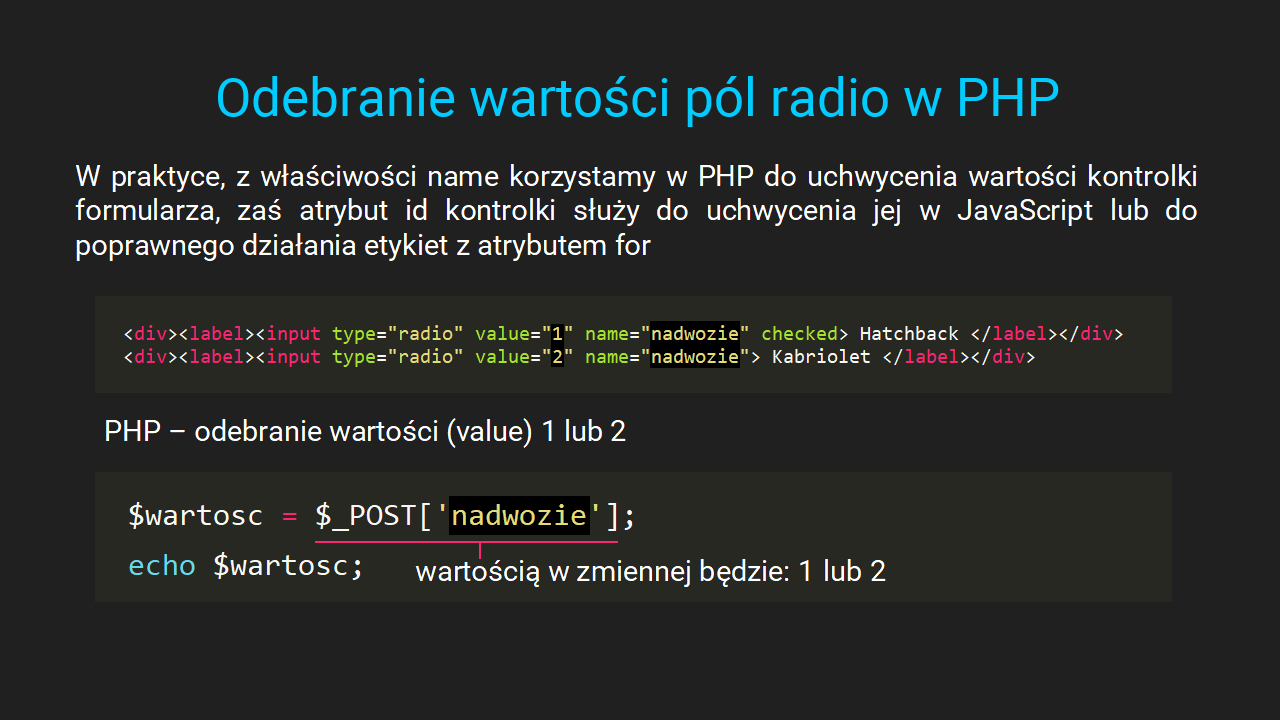 Odebranie wartości pól radio w PHP
W praktyce, z właściwości name korzystamy w PHP do uchwycenia wartości kontrolki
formularza, zaś atrybut id kontrolki służy do uchwycenia jej w JavaScript lub do
poprawnego działania etykiet z atrybutem for
<div><label><input type="radio" value="1" name="nadwozie" checked> Hatchback </label></div>
<div><label><input type="radio" value="2" name="nadwozie"> Kabriolet </label></div>
PHP – odebranie wartości (value) 1 lub 2
$wartosc = $_POST['nadwozie'];
echo $wartosc;
wartością w zmiennej będzie: 1 lub 2